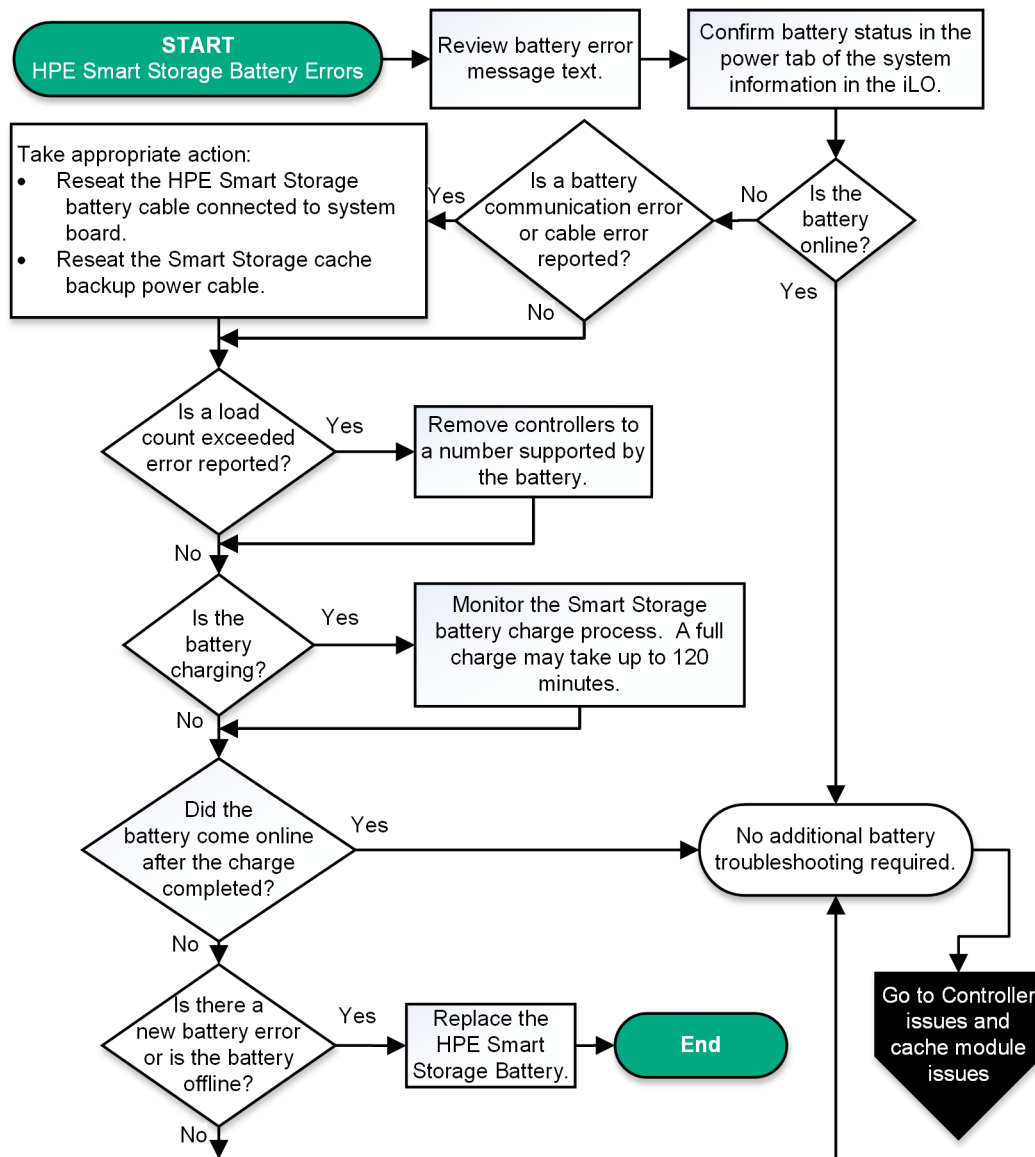 START
HPE Smart Storage Battery Errors
Review battery error
message text.
Confirm battery status in the
power tab of the system
information in the iLO.
Is the
battery
online?
No
Yes
Is a battery
communication error
or cable error
reported?
Yes
No
Take appropriate action:
• Reseat the HPE Smart Storage
battery cable connected to system
board.
• Reseat the Smart Storage cache
backup power cable.
Is a load
count exceeded
error reported?
Yes
Remove controllers to
a number supported by
the battery.
No
Is the
battery
charging?
Yes
Monitor the Smart Storage
battery charge process. A full
charge may take up to 120
minutes.
No
Did the
battery come online
after the charge
completed?
Yes
No additional battery
troubleshooting required.
No
Is there a
new battery error
or is the battery
offline?
Yes
Replace the
HPE Smart
Storage Battery.
End
Go to Controller
issues and
cache module
issues
No